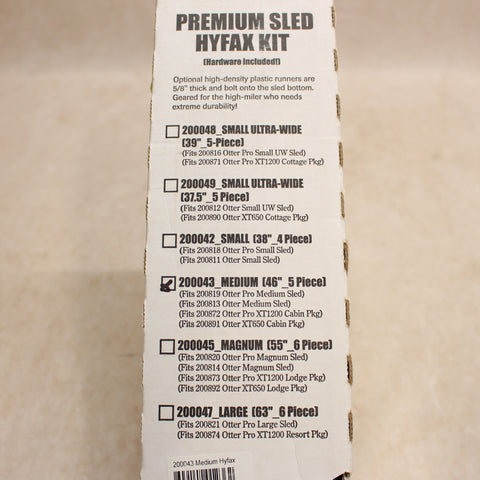 PREMIUM SLED
HYFAX KIT
(Hardware Included!)
Optional high-density plastic runners are
5/8" thick and bolt onto the sled bottom.
Geared for the high-miler who needs
extreme durability!
200048_SMALL ULTRA-WIDE
(39"_5-Piece)
(Fits 200816 Otter Pro Small UW Sled)
(Fits 200871 Otter Pro XT1200 Cottage Pkg)
200049_SMALL ULTRA-WIDE
(37.5"_5 Piece)
(Fits 200812 Otter Small UW Sled)
(Fits 200890 Otter XT650 Cottage Pkg)
200042_SMALL (38"_4 Piece)
(Fits 200818 Otter Pro Small Sled)
(Fits 200811 Otter Small Sled)
200043_MEDIUM (46"_5 Piece)
(Fits 200819 Otter Pro Medium Sled)
(Fits 200813 Otter Medium Sled)
(Fits 200872 Otter Pro XT1200 Cabin Pkg)
(Fits 200891 Otter XT650 Cabin Pkg)
200045_MAGNUM (55"_6 Piece)
(Fits 200820 Otter Pro Magnum Sled)
(Fits 200814 Otter Magnum Sled)
(Fits 200873 Otter Pro XT1200 Lodge Pkg)
(Fits 200892 Otter XT650 Lodge Pkg)
200047_LARGE (63"_6 Piece)
(Fits 200821 Otter Pro Large Sled)
(Fits 200874 Otter Pro XT1200 Resort Pkg)
200043 Medium Hyfax